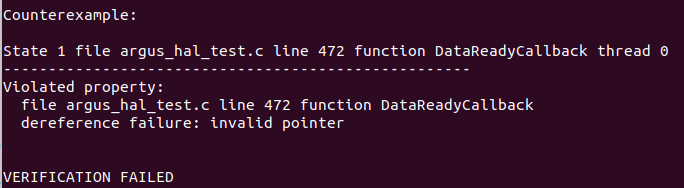 Counterexample:
State 1 file argus_hal_test.c line 472 function DataReadyCallback thread 0
----------------------------------------------------
Violated property:
file argus_hal_test.c line 472 function DataReadyCallback
dereference failure: invalid pointer
VERIFICATION FAILED